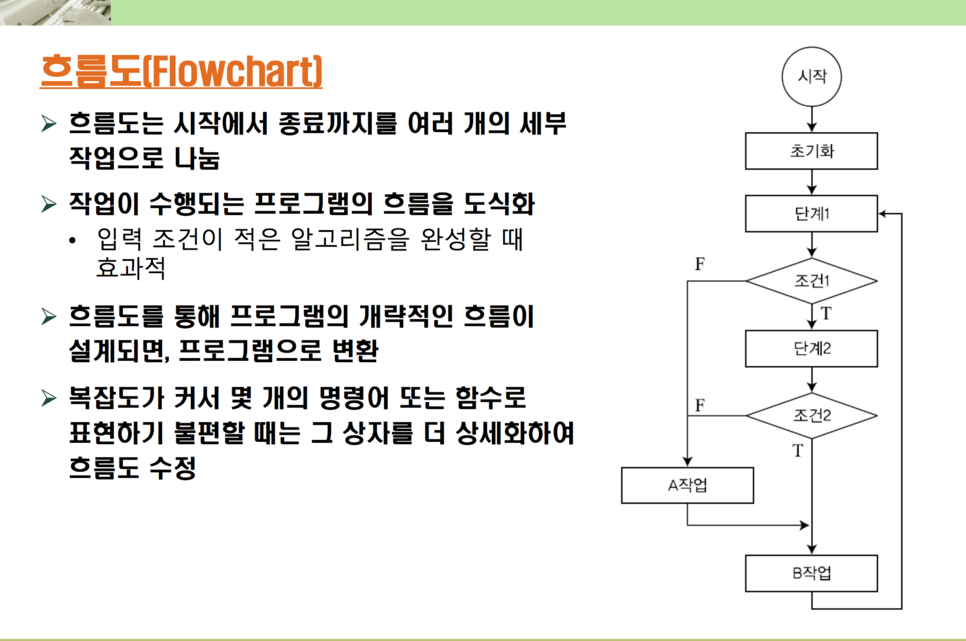 흐름도(Flowchart)
➢ 흐름도는 시작에서 종료까지를 여러 개의 세부
작업으로 나눔
➢ 작업이 수행되는 프로그램의 흐름을 도식화
• 입력 조건이 적은 알고리즘을 완성할 때
효과적
➢ 흐름도를 통해 프로그램의 개략적인 흐름이
설계되면, 프로그램으로 변환
➢ 복잡도가 커서 몇 개의 명령어 또는 함수로
표현하기 불편할 때는 그 상자를 더 상세화하여
흐름도 수정
시작
초기화
단계1
F
조건1
T
단계2
F
조건2
T
A작업
B작업